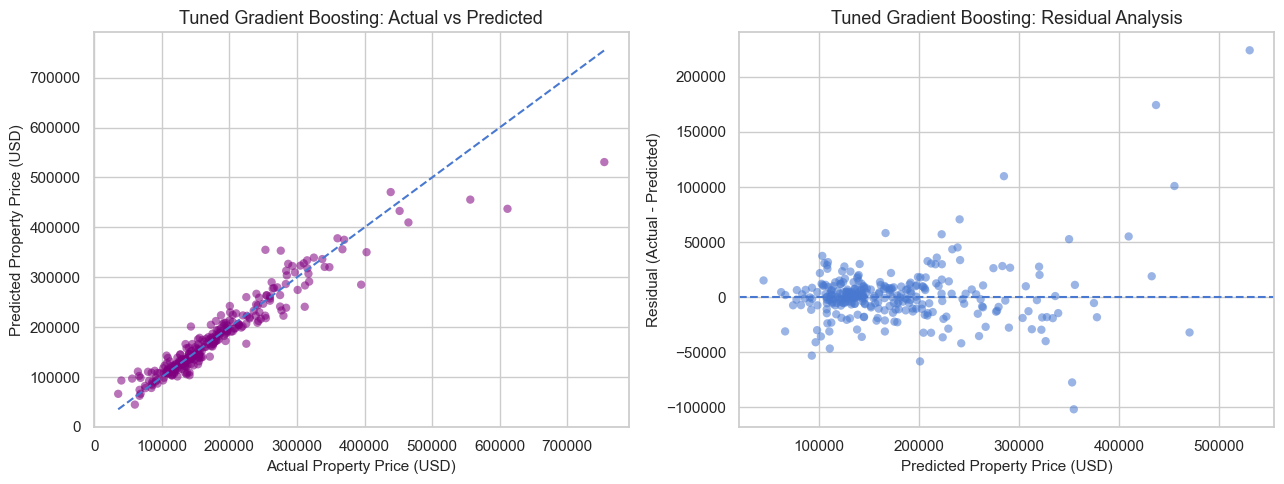 Tuned Gradient Boosting: Actual vs Predicted
Predicted Property Price (USD)
700000
600000
500000
400000
300000
200000
100000
0
0 100000 200000 300000 400000 500000 600000 700000
Actual Property Price (USD)
Tuned Gradient Boosting: Residual Analysis
Residual (Actual - Predicted)
200000
150000
100000
50000
0
−50000
−100000
100000 200000 300000 400000 500000
Predicted Property Price (USD)